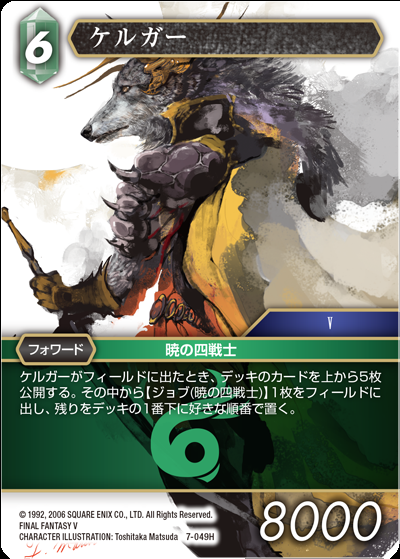 6
ケルガー
V
フォワード
暁の四戦士
ケルガーがフィールドに出たとき、デッキのカードを上から5枚
公開する。その中から【ジョブ(暁の四戦士)】1枚をフィールドに
出し、残りをデッキの1番下に好きな順番で置く。
© 1992, 2006 SQUARE ENIX CO., LTD. All Rights Reserved.
FINAL FANTASY V
CHARACTER ILLUSTRATION: Toshitaka Matsuda
7-049H
8000